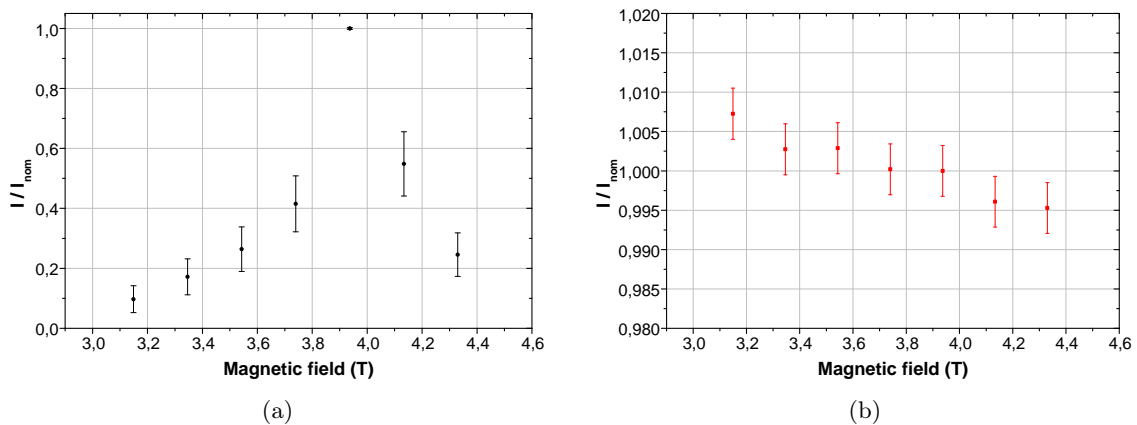 1,0
0,8
0,6
0,4
0,2
0,0
I / I_nom
3,0 3,2 3,4 3,6 3,8 4,0 4,2 4,4 4,6
Magnetic field (T)
(a)
1,020
1,015
1,010
1,005
1,000
0,995
0,990
0,985
0,980
I / I_nom
3,0 3,2 3,4 3,6 3,8 4,0 4,2 4,4 4,6
Magnetic field (T)
(b)